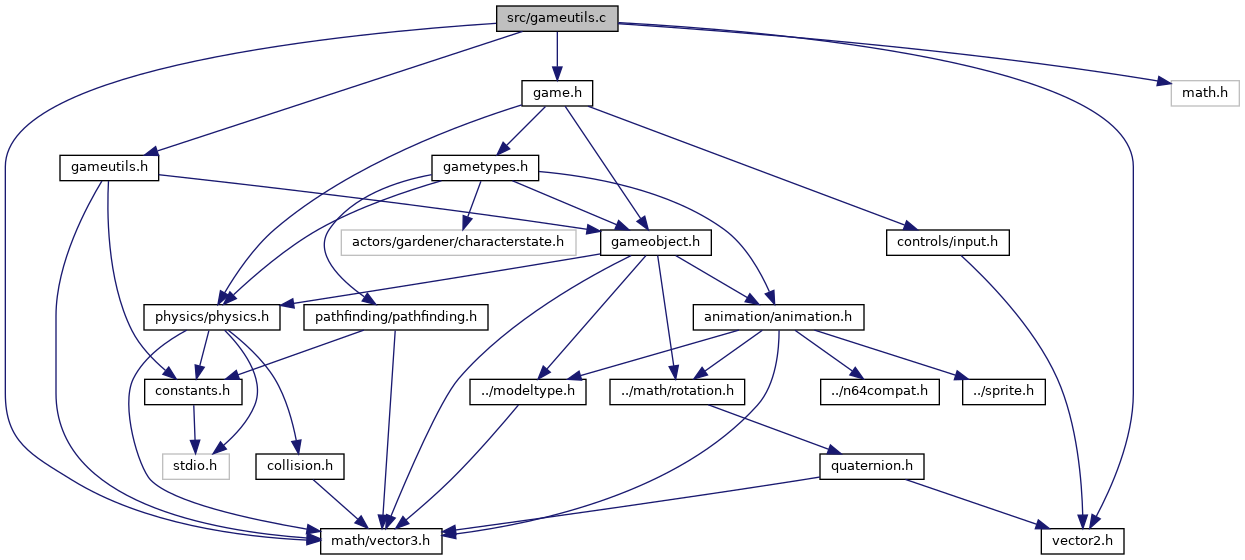 src/gameutils.c
game.h
math.h
gameutils.h
gametypes.h
actors/gardener/characterstate.h
gameobject.h
controls/input.h
physics/physics.h
pathfinding/pathfinding.h
animation/animation.h
constants.h
../modeltype.h
../math/rotation.h
../n64compat.h
../sprite.h
stdio.h
collision.h
quaternion.h
math/vector3.h
vector2.h